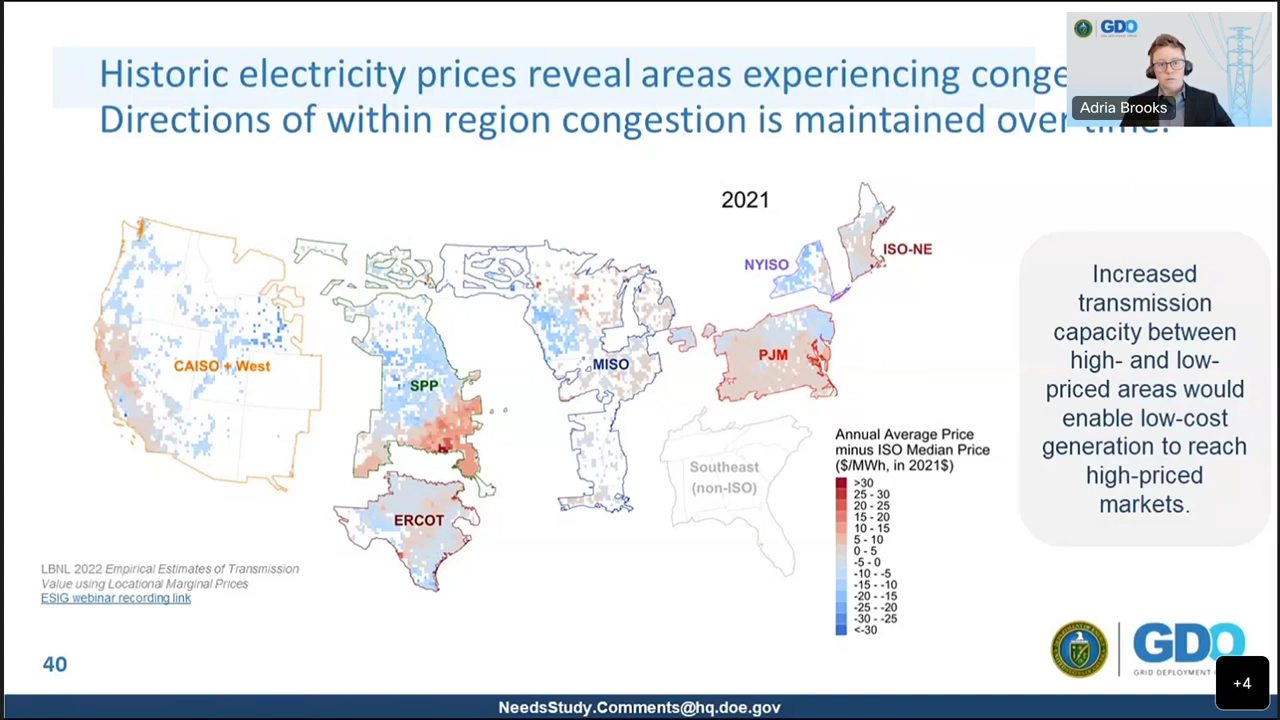 Historic electricity prices reveal areas experiencing
Directions of within region congestion is maintained over time.
GDO
Adria Brooks
2021
ISO-NE
NYISO
CAISO + West
SPP
MISO
PJM
ERCOT
Southeast
(non-ISO)
Increased
transmission
capacity between
high- and low-
priced areas would
enable low-cost
generation to reach
high-priced
markets.
Annual Average Price
minus ISO Median Price
($/MWh, in 2021$)
>30
25 - 30
20 - 25
15 - 20
10 - 15
5 - 10
0 - 5
-5 - 0
-10 - -5
-15 - -10
-20 - -15
-25 - -20
-30 - -25
<-30
LBNL 2022 Empirical Estimates of Transmission
Value using Locational Marginal Prices
ESIG webinar recording link
40
GDO
GRID DEPLOYMENT
+4
NeedsStudy.Comments@hq.doe.gov